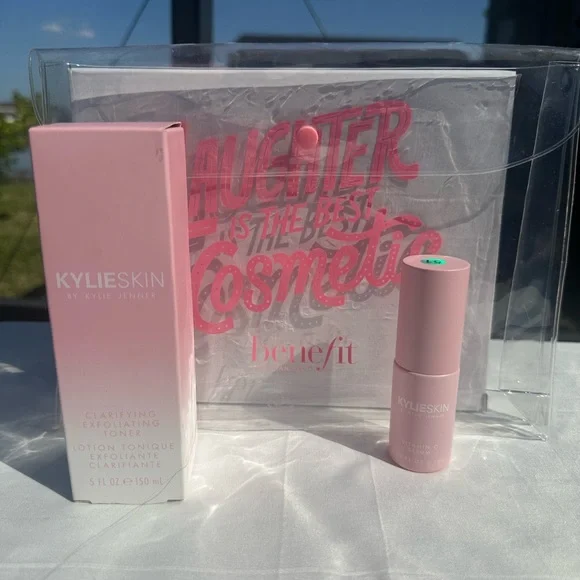 LAUGHTER
IS THE BEST
Cosmetic
benefit
KYLIESKIN
BY KYLIE JENNER
CLARIFYING
EXFOLIATING
TONER
LOTION TONIQUE
EXFOLIANTE
CLARIFIANTE
5 FL OZ ℮ 150 mL
KYLIESKIN